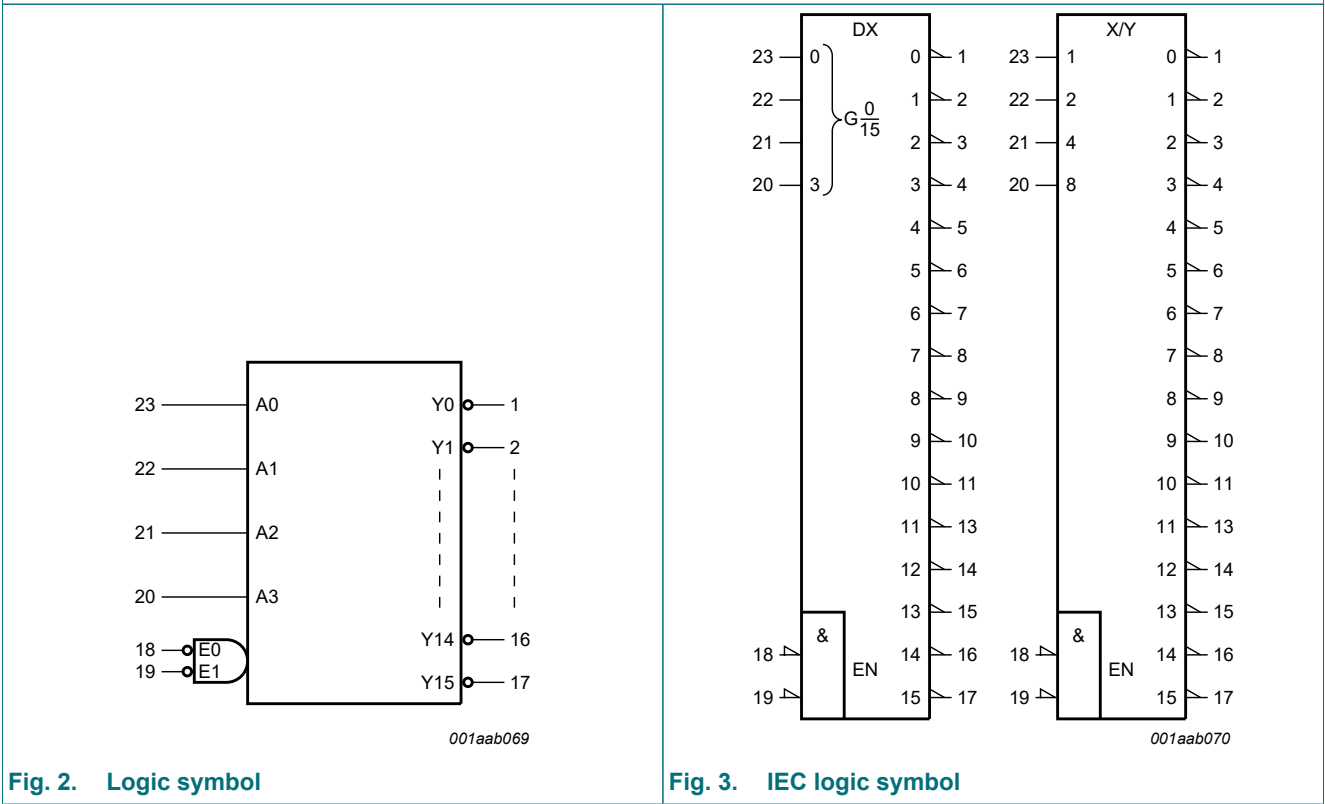 23 A0 Y0 1
Y1 2
22 A1
21 A2
20 A3
18 E0 Y14 16
19 E1
Y15 17
001aab069
Fig. 2. Logic symbol
DX
23 0 0 1
22 1 2
G 0
15
21 2 3
20 3 3 4
4 5
5 6
6 7
7 8
8 9
9 10
10 11
11 13
12 14
13 15
&
18 14 16
EN
19 15 17
X/Y
23 1 0 1
22 2 1 2
21 4 2 3
20 8 3 4
4 5
5 6
6 7
7 8
8 9
9 10
10 11
11 13
12 14
13 15
&
18 14 16
EN
19 15 17
001aab070
Fig. 3. IEC logic symbol